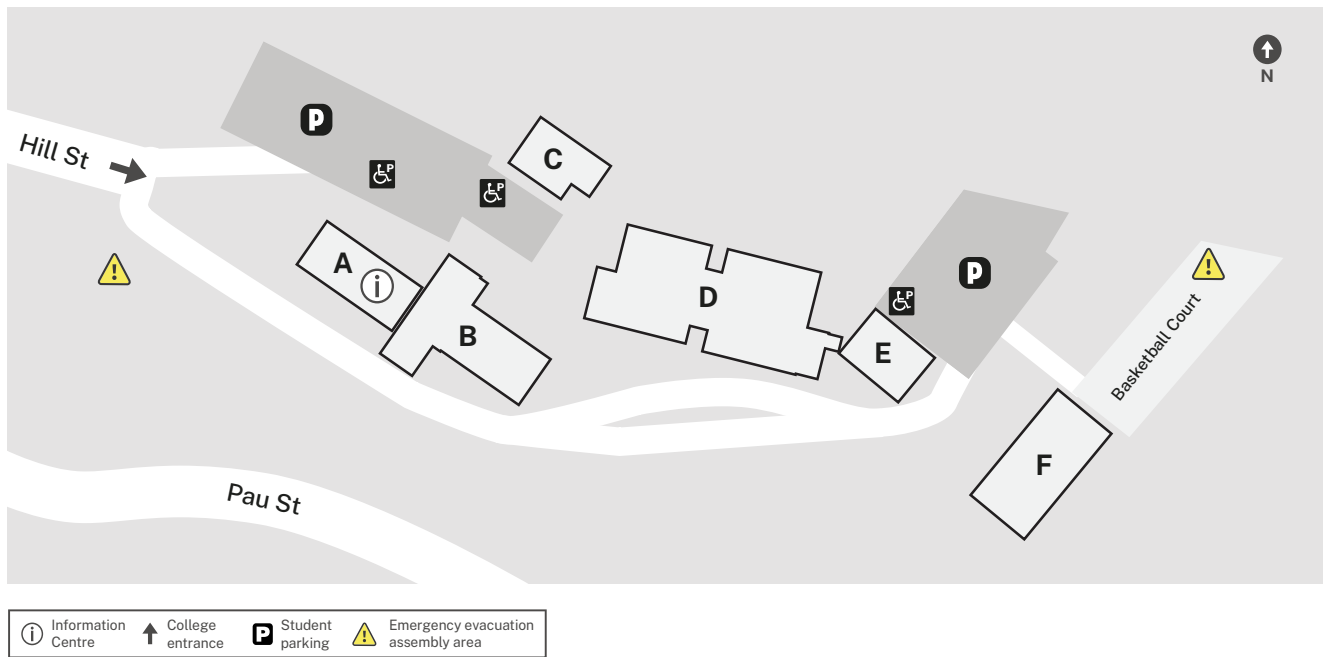 N
Hill St
P
P
P
C
A
i
B
D
P
P
E
Basketball Court
F
Pau St
i Information
Centre
College
entrance
P Student
parking
Emergency evacuation
assembly area